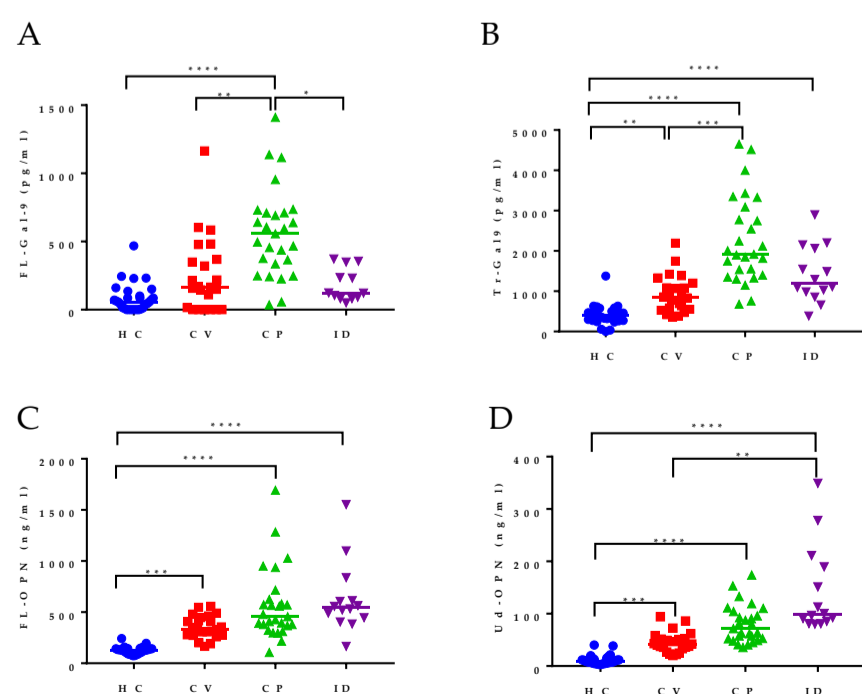 A
****
**
*
FL-Gal-9 (pg/ml)
1500
1000
500
0
HC CV CP ID
B
****
****
**
***
Tr-Gal9 (pg/ml)
5000
4000
3000
2000
1000
0
HC CV CP ID
C
****
****
***
FL-OPN (ng/ml)
2000
1500
1000
500
0
HC CV CP ID
D
****
**
****
***
Ud-OPN (ng/ml)
400
300
200
100
0
HC CV CP ID